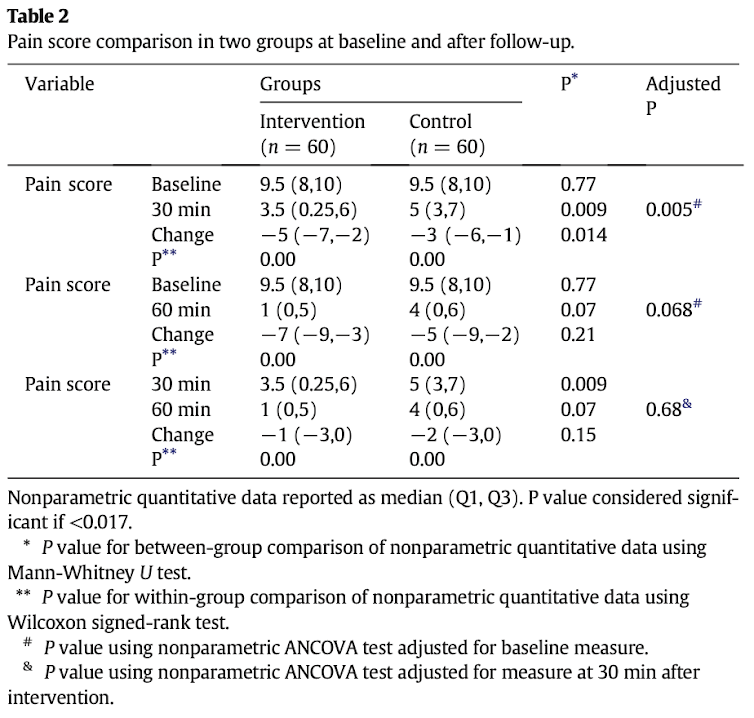 Table 2
Pain score comparison in two groups at baseline and after follow-up.
Variable Groups P* Adjusted P
Intervention (n = 60) Control (n = 60)
Pain score Baseline 9.5 (8,10) 9.5 (8,10) 0.77
30 min 3.5 (0.25,6) 5 (3,7) 0.009 0.005#
Change −5 (−7,−2) −3 (−6,−1) 0.014
P** 0.00 0.00
Pain score Baseline 9.5 (8,10) 9.5 (8,10) 0.77
60 min 1 (0,5) 4 (0,6) 0.07 0.068#
Change −7 (−9,−3) −5 (−9,−2) 0.21
P** 0.00 0.00
Pain score 30 min 3.5 (0.25,6) 5 (3,7) 0.009
60 min 1 (0,5) 4 (0,6) 0.07 0.68&
Change −1 (−3,0) −2 (−3,0) 0.15
P** 0.00 0.00
Nonparametric quantitative data reported as median (Q1, Q3). P value considered signif-
icant if <0.017.
* P value for between-group comparison of nonparametric quantitative data using
Mann-Whitney U test.
** P value for within-group comparison of nonparametric quantitative data using
Wilcoxon signed-rank test.
# P value using nonparametric ANCOVA test adjusted for baseline measure.
& P value using nonparametric ANCOVA test adjusted for measure at 30 min after
intervention.